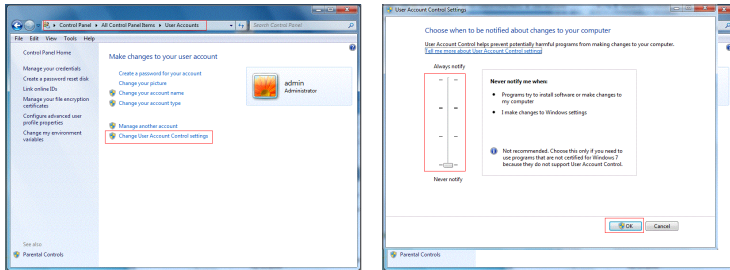 Control Panel ▸ All Control Panel Items ▸ User Accounts
Search Control Panel
File Edit View Tools Help
Control Panel Home
Manage your credentials
Create a password reset disk
Link online IDs
Manage your file encryption
certificates
Configure advanced user
profile properties
Change my environment
variables
See also
Parental Controls
Make changes to your user account
Create a password for your account
Change your picture
Change your account name
Change your account type
Manage another account
Change User Account Control settings
admin
Administrator
User Account Control Settings
Choose when to be notified about changes to your computer
User Account Control helps prevent potentially harmful programs from making changes to your computer.
Tell me more about User Account Control settings
Always notify
Never notify me when:
• Programs try to install software or make changes to
my computer
• I make changes to Windows settings
Not recommended. Choose this only if you need to
use programs that are not certified for Windows 7
because they do not support User Account Control.
Never notify
OK Cancel
Parental Controls